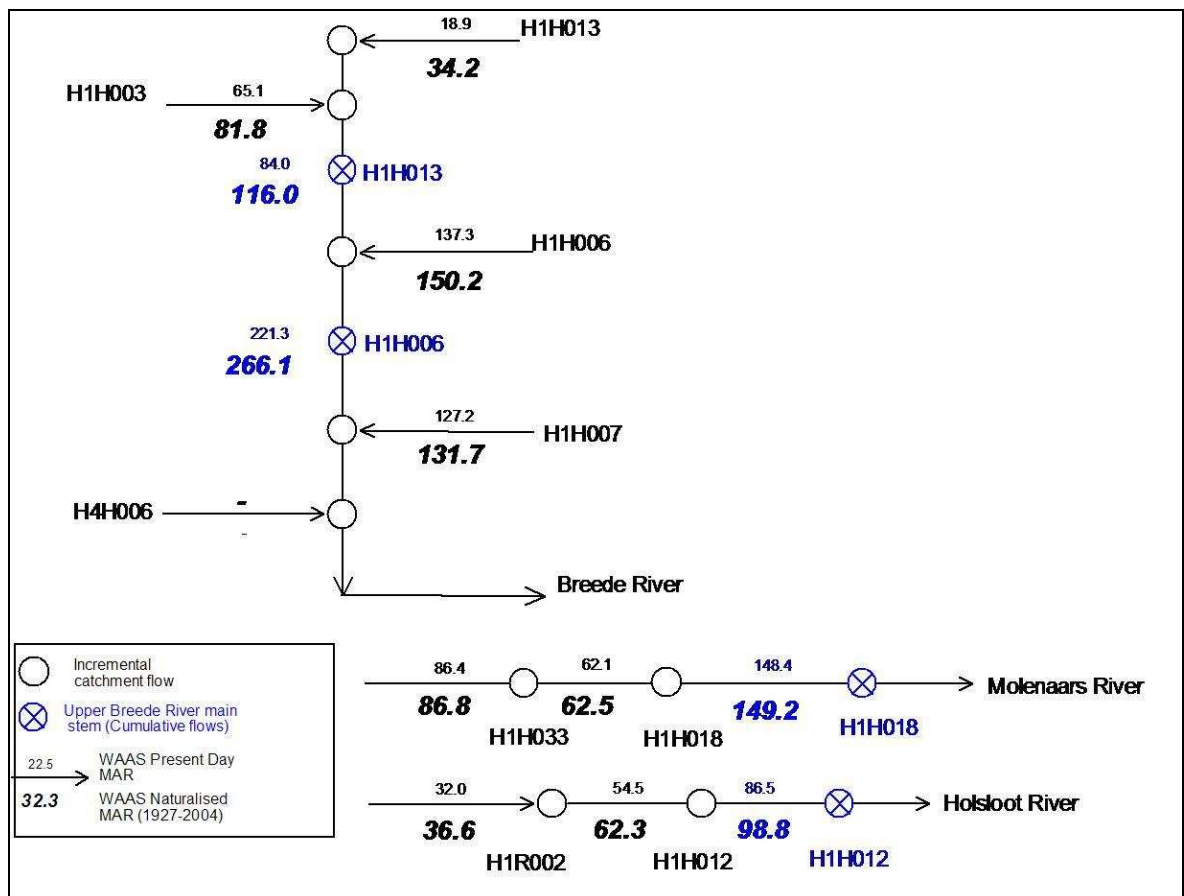 18.9
H1H013
34.2
H1H003
65.1
81.8
84.0
H1H013
116.0
137.3
H1H006
150.2
221.3
H1H006
266.1
127.2
H1H007
131.7
H4H006
-
-
Breede River
Incremental
catchment flow
Upper Breede River main
stem (Cumulative flows)
22.5
WAAS Present Day
MAR
32.3
WAAS Naturalised
MAR (1927-2004)
86.4
62.1
148.4
Molenaars River
86.8
62.5
149.2
H1H033
H1H018
H1H018
32.0
54.5
86.5
Holsloot River
36.6
62.3
98.8
H1R002
H1H012
H1H012